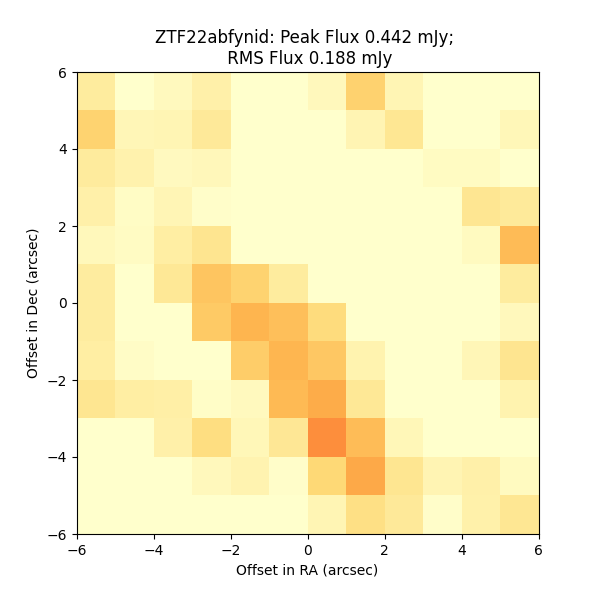 ZTF22abfynid: Peak Flux 0.442 mJy;
RMS Flux 0.188 mJy
6
4
2
0
−2
−4
−6
Offset in Dec (arcsec)
−6 −4 −2 0 2 4 6
Offset in RA (arcsec)